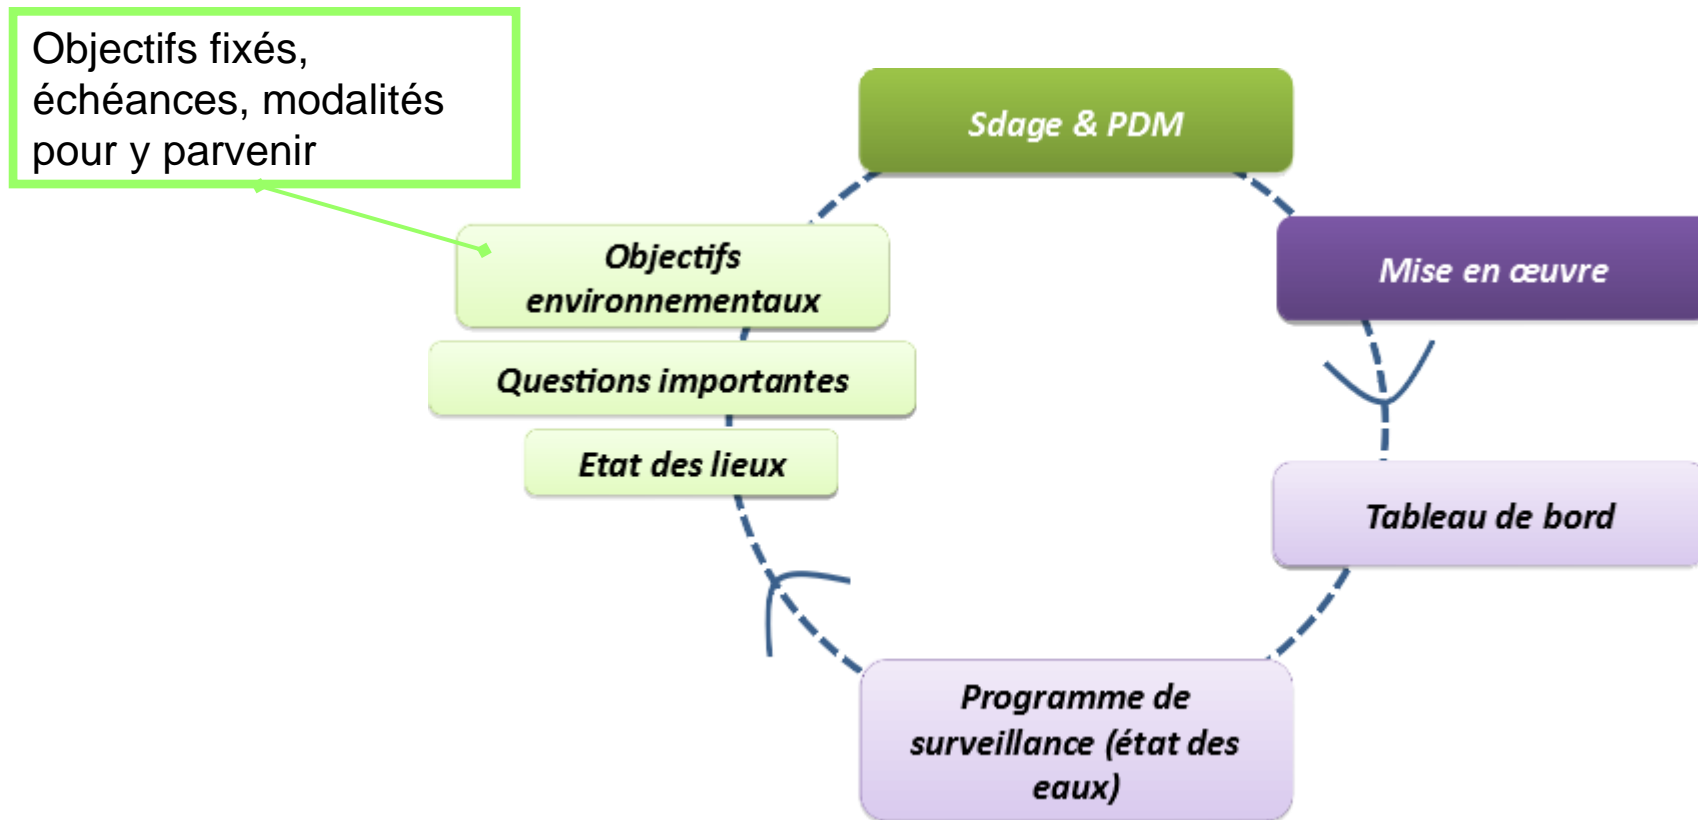 Objectifs fixés,
échéances, modalités
pour y parvenir
Sdage & PDM
Objectifs
environnementaux
Mise en œuvre
Questions importantes
Etat des lieux
Tableau de bord
Programme de
surveillance (état des
eaux)